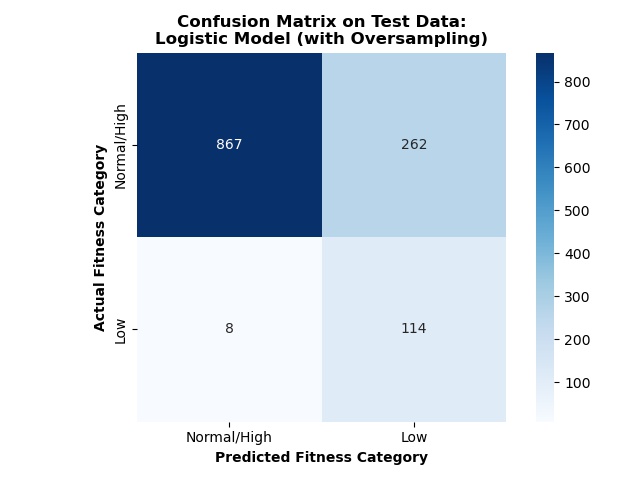 Confusion Matrix on Test Data:
Logistic Model (with Oversampling)
Actual Fitness Category
Normal/High
Low
867
262
8
114
Normal/High
Low
Predicted Fitness Category
800
700
600
500
400
300
200
100